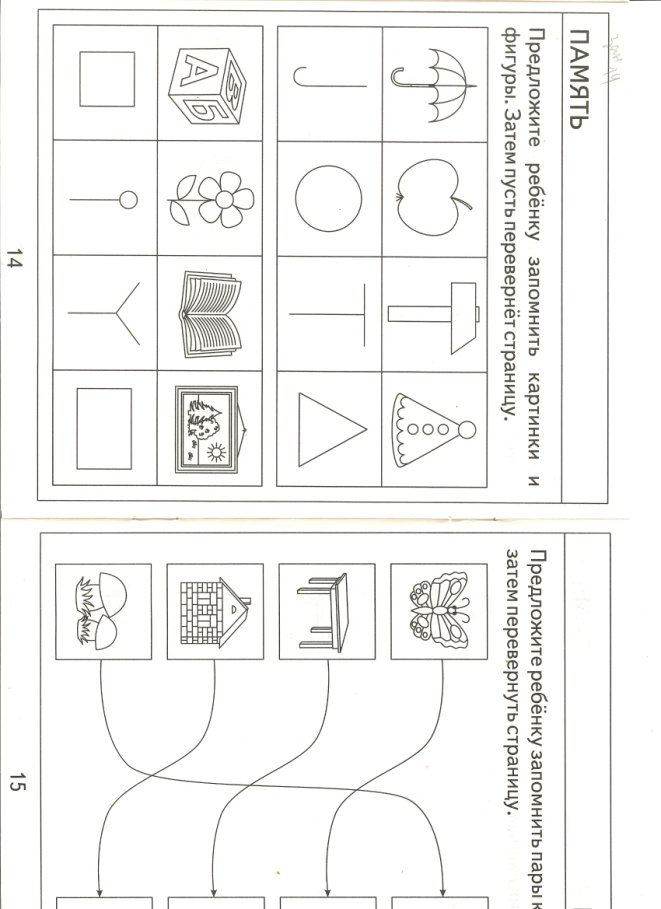 ПАМЯТЬ
Предложите ребёнку запомнить картинки и
фигуры. Затем пусть перевернёт страницу.
А
Б
В
14
Предложите ребёнку запомнить пары к
затем перевернуть страницу.
15